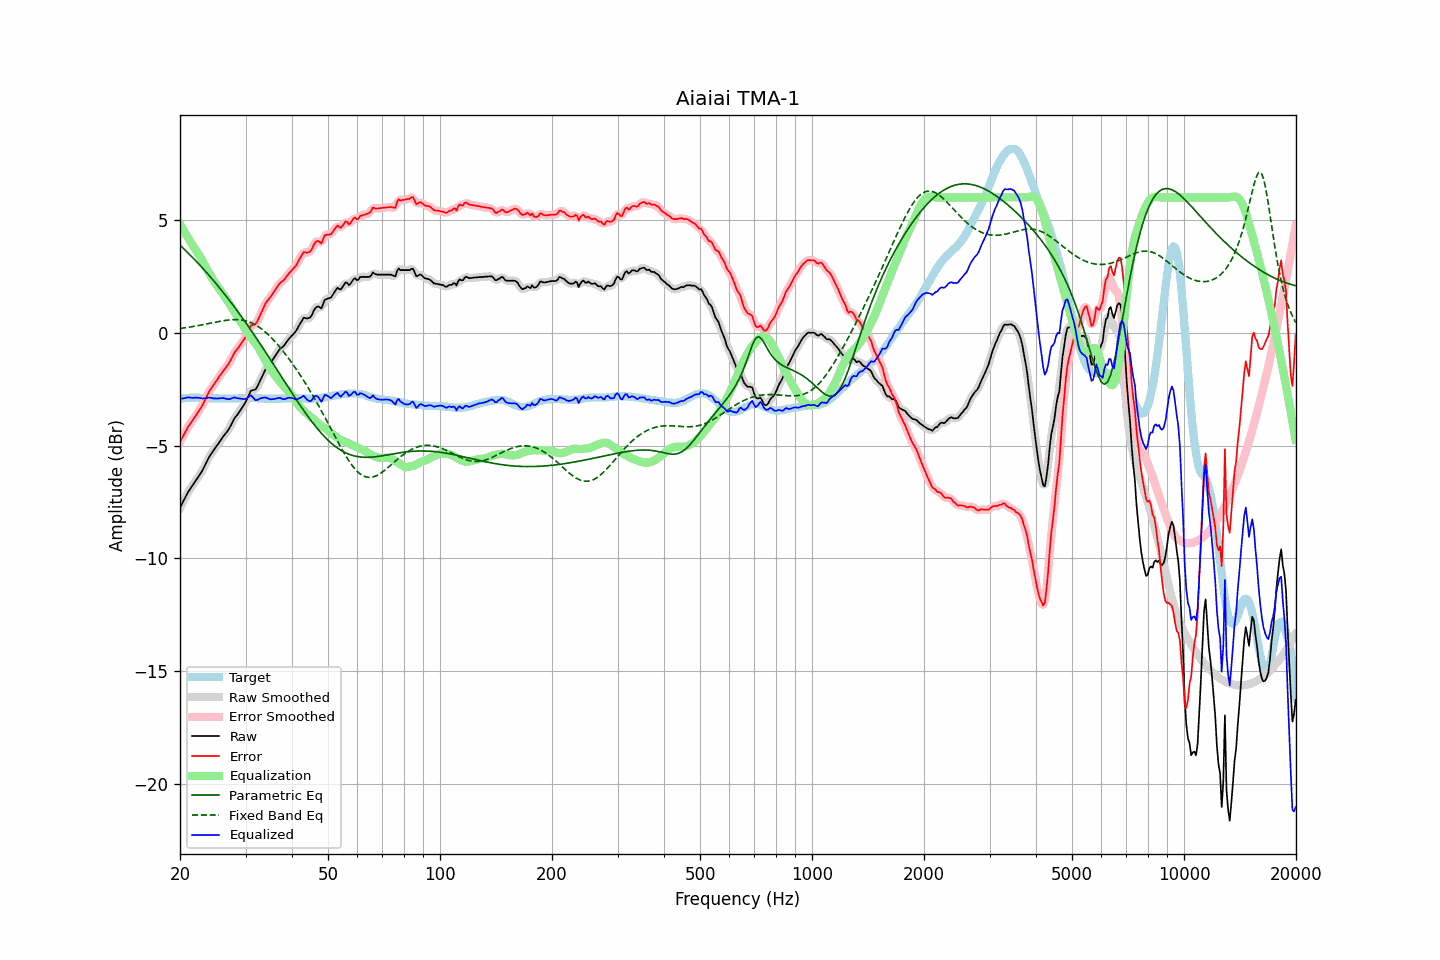 Aiaiai TMA-1
Amplitude (dBr)
5
0
−5
−10
−15
−20
Target
Raw Smoothed
Error Smoothed
Raw
Error
Equalization
Parametric Eq
Fixed Band Eq
Equalized
20 50 100 200 500 1000 2000 5000 10000 20000
Frequency (Hz)